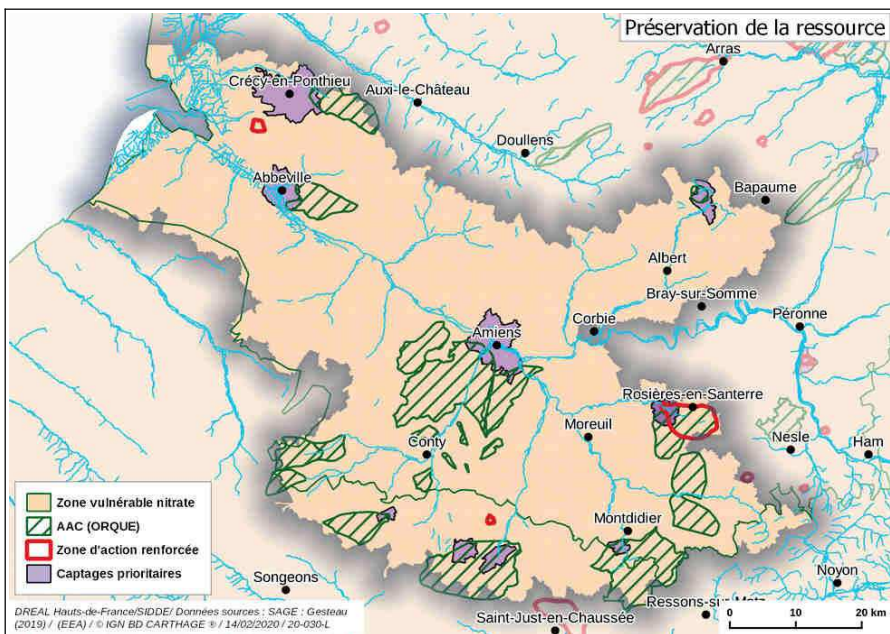 Préservation de la ressource
Arras
Crécy-en-Ponthieu
Auxi-le-Château
Doullens
Abbeville
Bapaume
Albert
Bray-sur-Somme
Corbie
Péronne
Amiens
Rosières-en-Santerre
Moreuil
Conty
Nesle
Ham
Zone vulnérable nitrate
AAC (ORQUE)
Zone d'action renforcée
Captages prioritaires
Montdidier
Songeons
Noyon
Ressons-sur-Matz
Saint-Just-en-Chaussée
DREAL Hauts-de-France/SIDDE/ Données sources : SAGE : Gesteau
(2019) / (EEA) / © IGN BD CARTHAGE ® / 14/02/2020 / 20-030-L
0 10 20 km